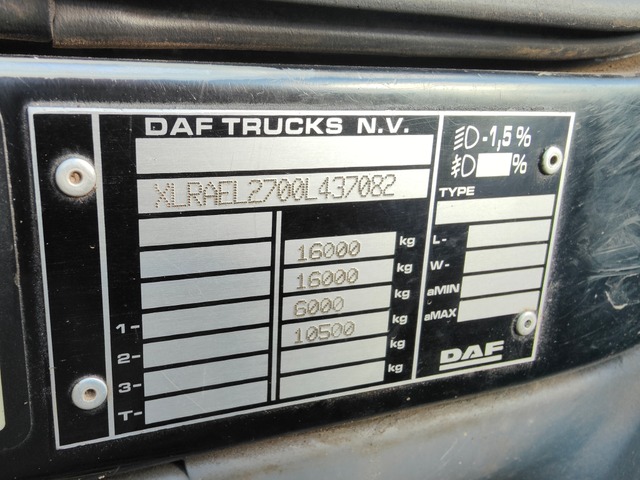 DAF TRUCKS N.V.
XLRAEL2700L437082
16000 kg
16000 kg
6000 kg
1- 10500 kg
2- kg
3- kg
T-
-1,5%
%
TYPE
L-
W-
aMIN
aMAX
DAF